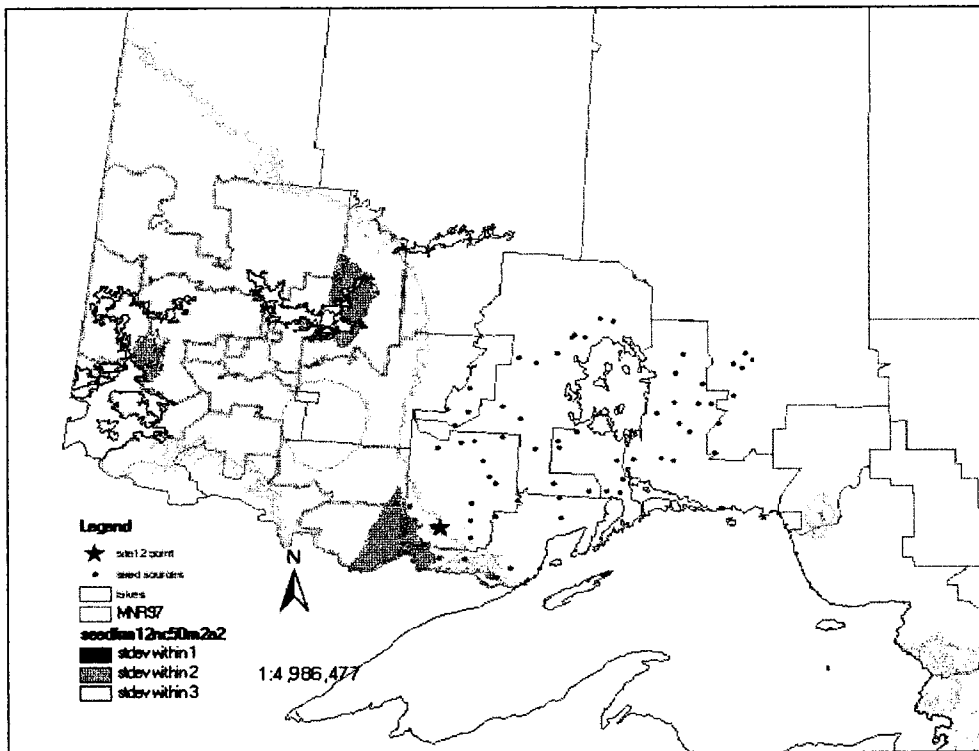 Legend
N
site12 point
seed sources
lakes
MNR97
stdev within 1
stdev within 2
1:4,986,477
stdev within 3